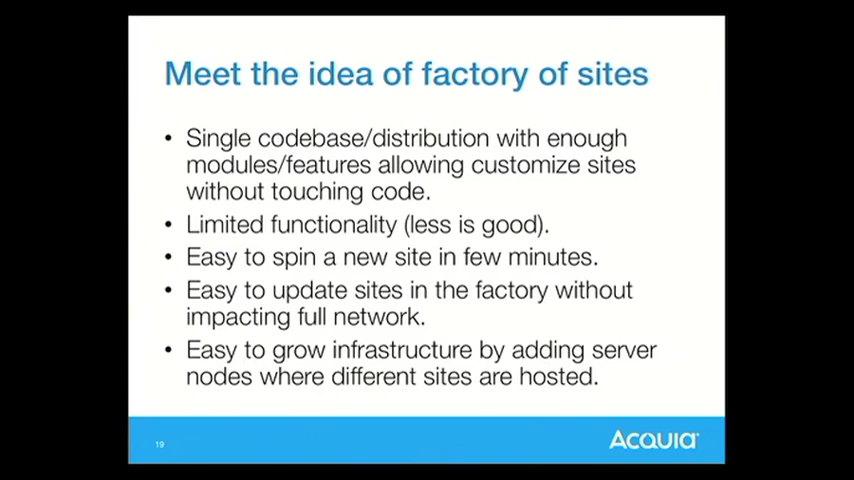 Meet the idea of factory of sites
• Single codebase/distribution with enough
modules/features allowing customize sites
without touching code.
• Limited functionality (less is good).
• Easy to spin a new site in few minutes.
• Easy to update sites in the factory without
impacting full network.
• Easy to grow infrastructure by adding server
nodes where different sites are hosted.
19
ACQUIA